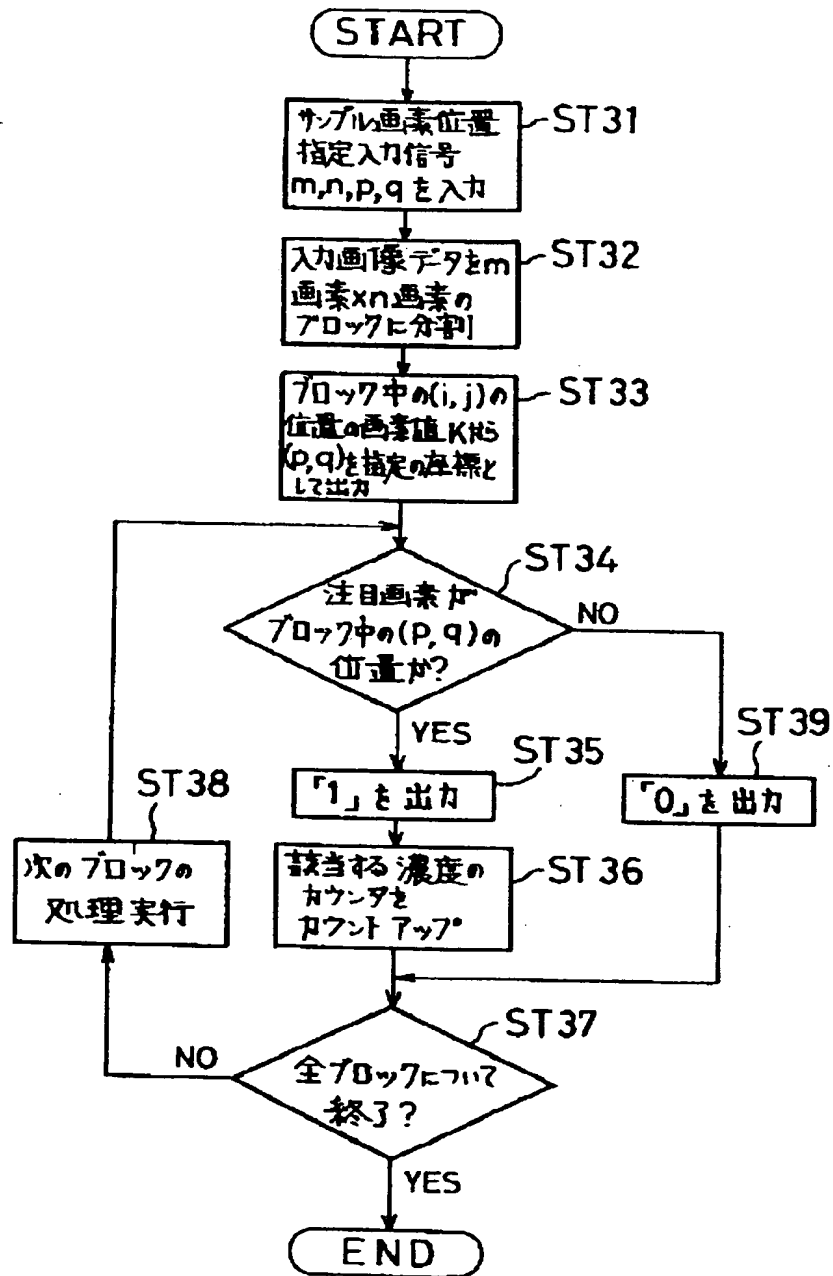 START
サンプル画素位置
指定入力信号
m,n,p,qを入力
ST31
入力画像データをm
画素×n画素の
ブロックに分割
ST32
ブロック中の(i,j)の
位置の画素値Kから
(p,q)を指定の座標と
して出力
ST33
ST34
注目画素が
ブロック中の(p,q)の
位置か?
NO
YES
ST35
「1」を出力
ST39
「0」を出力
ST38
次のブロックの
処理実行
該当する濃度の
カウンタを
カウントアップ
ST36
ST37
NO
全ブロックについて
終了?
YES
END